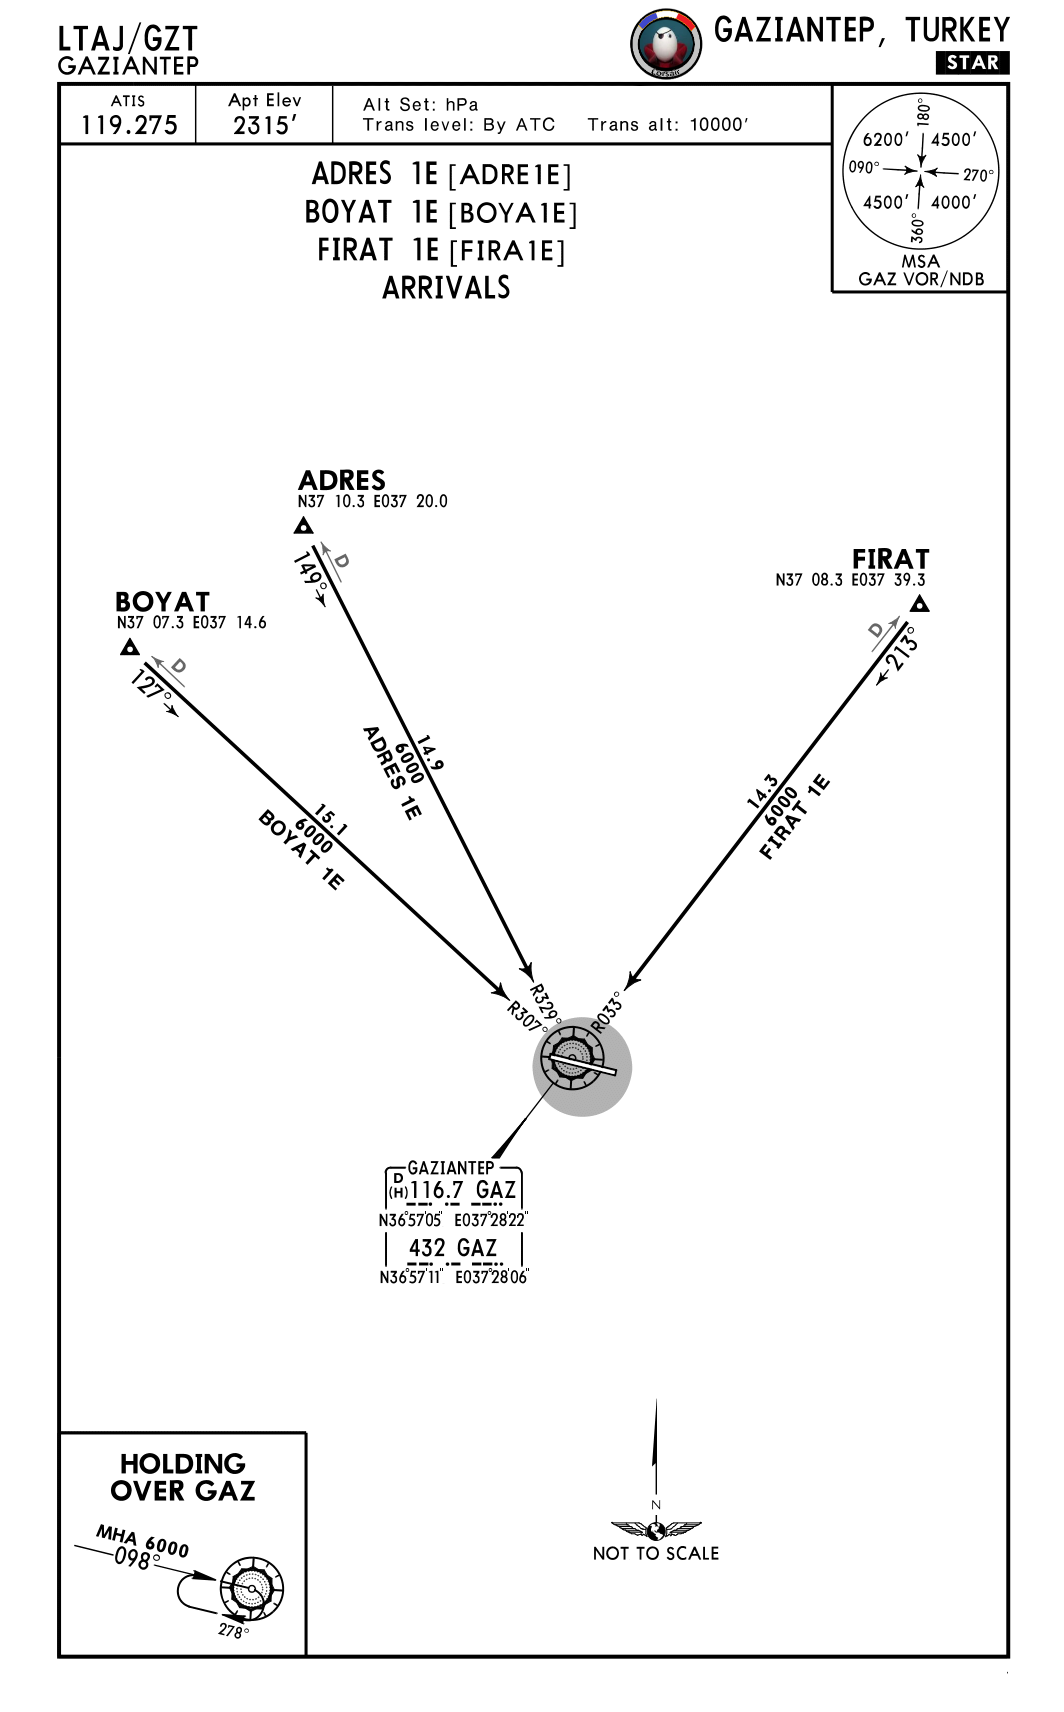 LTAJ/GZT
GAZIANTEP
Corsair
GAZIANTEP, TURKEY
STAR
ATIS
119.275
Apt Elev
2315'
Alt Set: hPa
Trans level: By ATC Trans alt: 10000'
180°
6200' 4500'
090° 270°
4500' 4000'
360°
MSA
GAZ VOR/NDB
ADRES 1E [ADRE1E]
BOYAT 1E [BOYA1E]
FIRAT 1E [FIRA1E]
ARRIVALS
ADRES
N37 10.3 E037 20.0
D
149°
FIRAT
N37 08.3 E037 39.3
D
213°
BOYAT
N37 07.3 E037 14.6
D
127°
14.9
6000
ADRES 1E
15.1
6000
BOYAT 1E
14.3
6000
FIRAT 1E
R329°
R307°
R033°
GAZIANTEP
D
(H) 116.7 GAZ
N36°57'05" E037°28'22"
432 GAZ
N36°57'11" E037°28'06"
HOLDING
OVER GAZ
MHA 6000
098°
278°
N
NOT TO SCALE